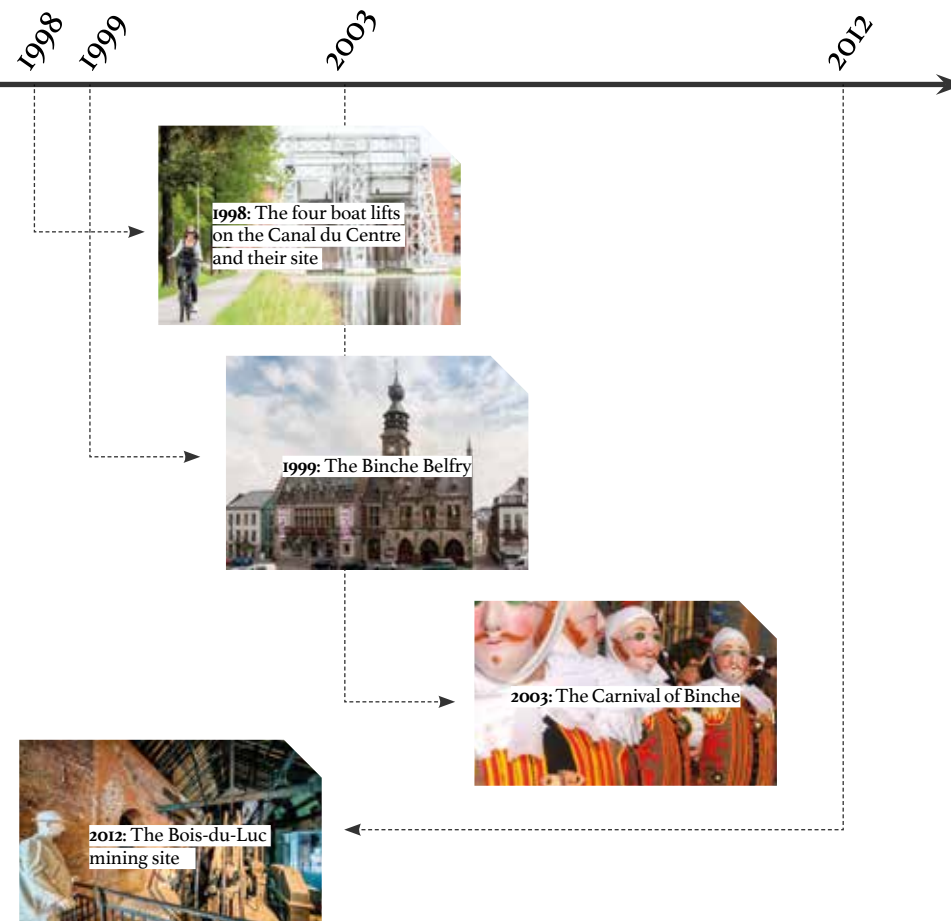 1998
1999
2003
2012
1998: The four boat lifts
on the Canal du Centre
and their site
1999: The Binche Belfry
2003: The Carnival of Binche
2012: The Bois-du-Luc
mining site